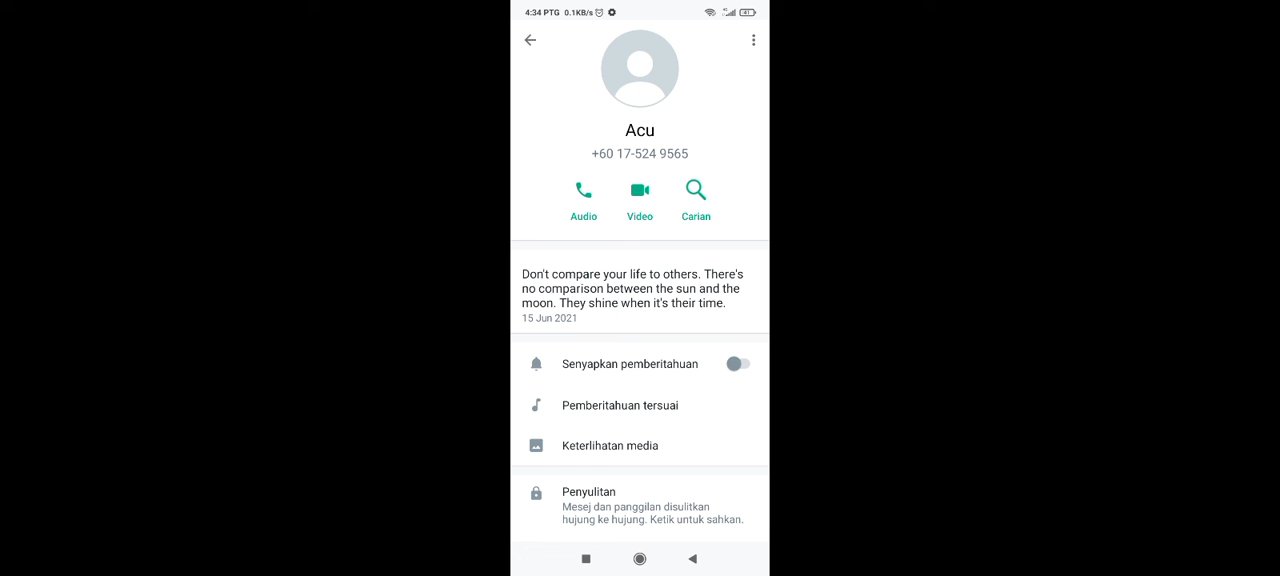 4:34 PTG 0.1KB/s
41
Acu
+60 17-524 9565
Audio Video Carian
Don't compare your life to others. There's
no comparison between the sun and the
moon. They shine when it's their time.
15 Jun 2021
Senyapkan pemberitahuan
Pemberitahuan tersuai
Keterlihatan media
Penyulitan
Mesej dan panggilan disulitkan
hujung ke hujung. Ketik untuk sahkan.